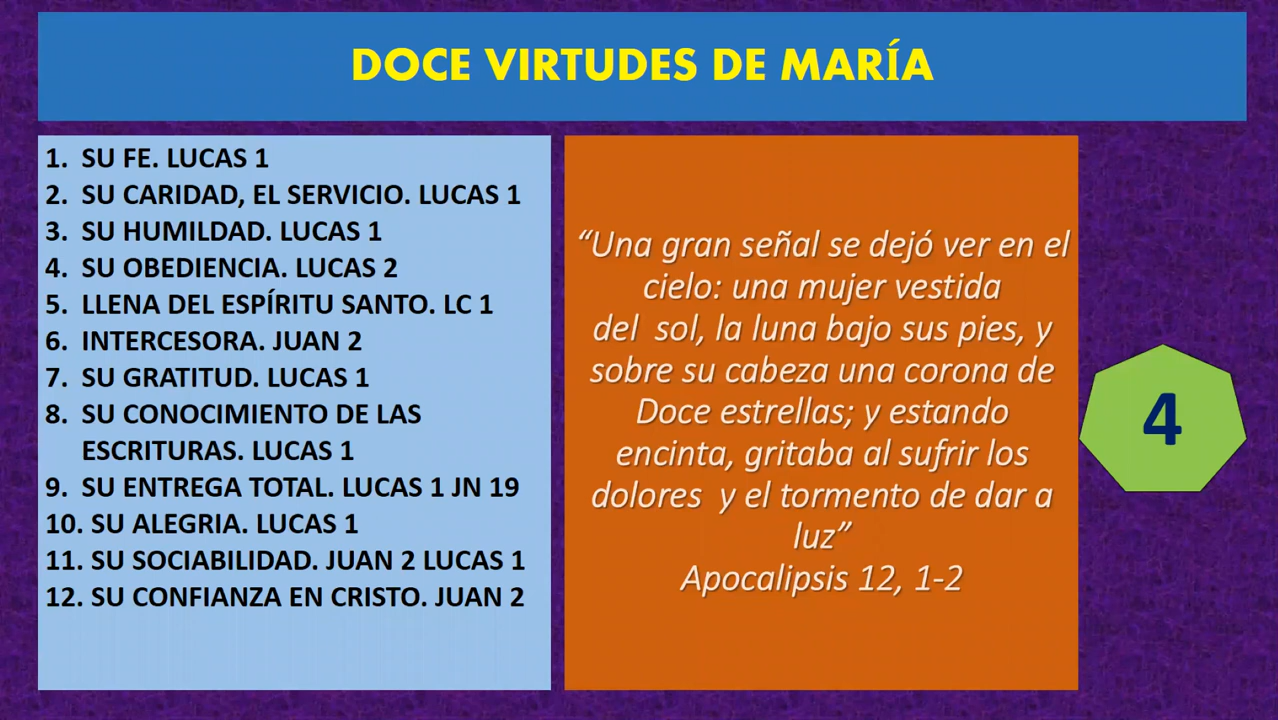 DOCE VIRTUDES DE MARÍA
1. SU FE. LUCAS 1
2. SU CARIDAD, EL SERVICIO. LUCAS 1
3. SU HUMILDAD. LUCAS 1
4. SU OBEDIENCIA. LUCAS 2
5. LLENA DEL ESPÍRITU SANTO. LC 1
6. INTERCESORA. JUAN 2
7. SU GRATITUD. LUCAS 1
8. SU CONOCIMIENTO DE LAS
ESCRITURAS. LUCAS 1
9. SU ENTREGA TOTAL. LUCAS 1 JN 19
10. SU ALEGRIA. LUCAS 1
11. SU SOCIABILIDAD. JUAN 2 LUCAS 1
12. SU CONFIANZA EN CRISTO. JUAN 2
“Una gran señal se dejó ver en el
cielo: una mujer vestida
del sol, la luna bajo sus pies, y
sobre su cabeza una corona de
Doce estrellas; y estando
encinta, gritaba al sufrir los
dolores y el tormento de dar a
luz”
Apocalipsis 12, 1-2
4